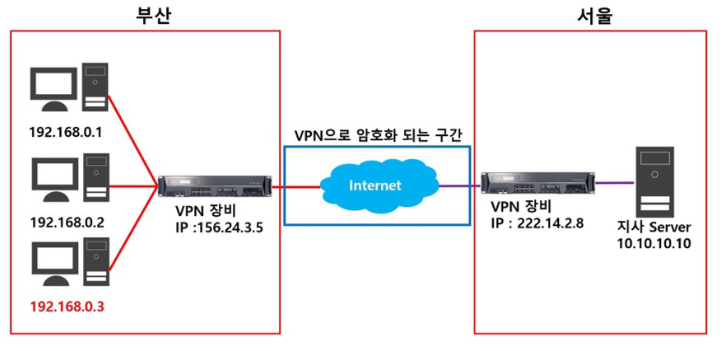 부산
서울
192.168.0.1
192.168.0.2
192.168.0.3
VPN 장비
IP :156.24.3.5
VPN으로 암호화 되는 구간
Internet
VPN 장비
IP : 222.14.2.8
지사 Server
10.10.10.10